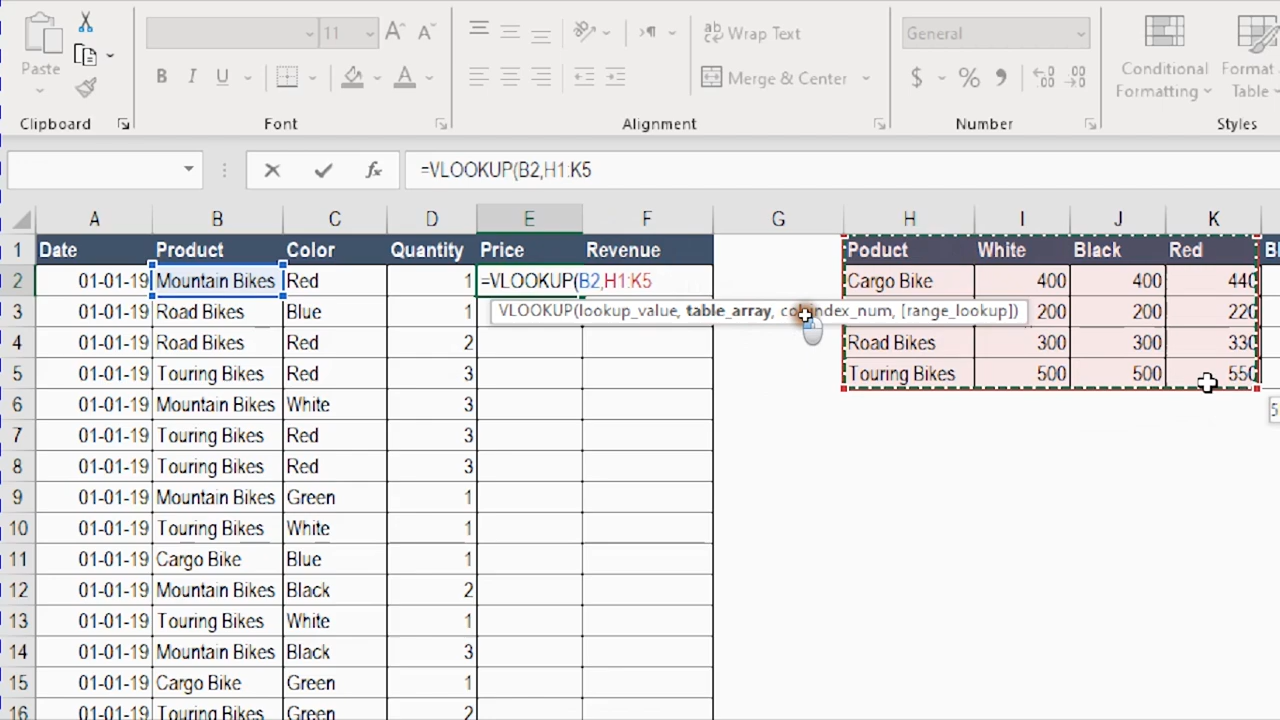 11
Wrap Text
General
Paste
B I U
A
Merge & Center
$ % 9
Conditional
Formatting
Format
Table
Clipboard
Font
Alignment
Number
Styles
fx
=VLOOKUP(B2,H1:K5
A B C D E F G H I J K
1 Date Product Color Quantity Price Revenue Poduct White Black Red Bl
2 01-01-19 Mountain Bikes Red 1 =VLOOKUP(B2,H1:K5 Cargo Bike 400 400 440
3 01-01-19 Road Bikes Blue 1 VLOOKUP(lookup_value, table_array, col_index_num, [range_lookup]) 200 220
4 01-01-19 Road Bikes Red 2 Road Bikes 300 300 330
5 01-01-19 Touring Bikes Red 3 Touring Bikes 500 500 550
6 01-01-19 Mountain Bikes White 3
5
7 01-01-19 Touring Bikes Red 3
8 01-01-19 Touring Bikes Red 3
9 01-01-19 Mountain Bikes Green 1
10 01-01-19 Touring Bikes White 1
11 01-01-19 Cargo Bike Blue 1
12 01-01-19 Mountain Bikes Black 2
13 01-01-19 Touring Bikes White 1
14 01-01-19 Mountain Bikes Black 3
15 01-01-19 Cargo Bike Green 1
16 01-01-19 Touring Bikes Green 2